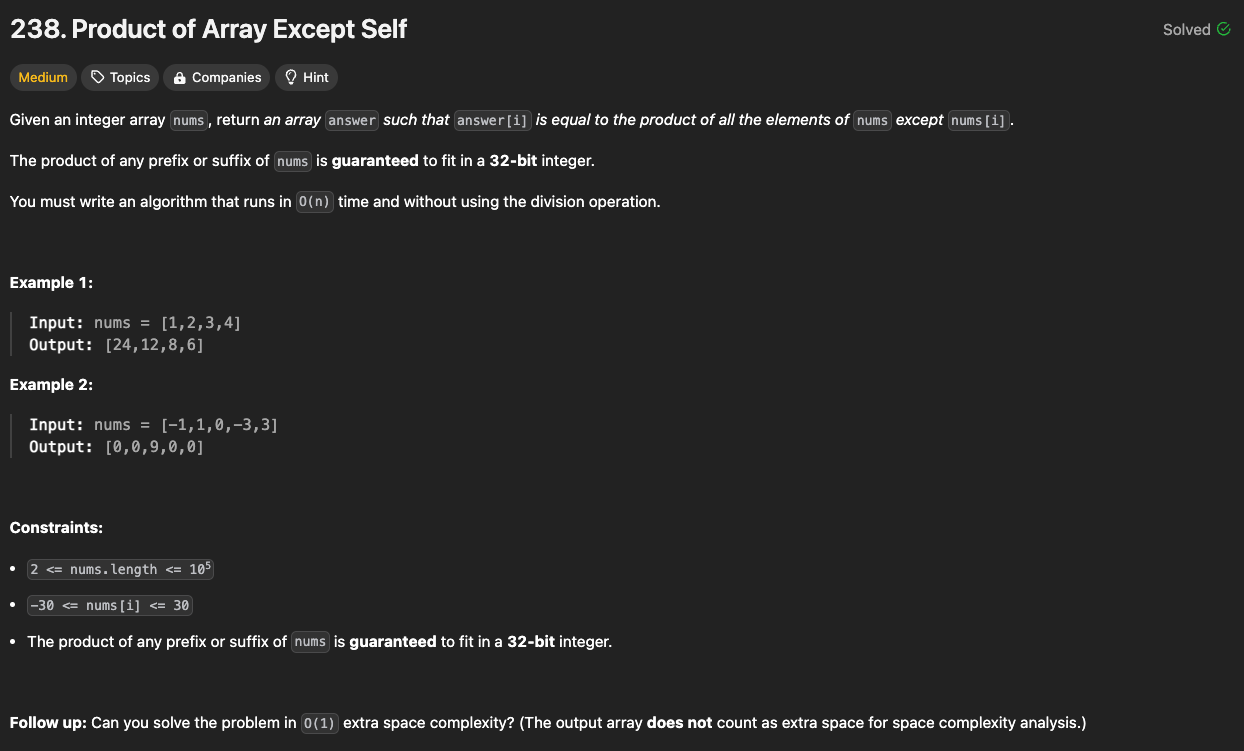 238. Product of Array Except Self
Solved
Medium Topics Companies Hint
Given an integer array nums, return an array answer such that answer[i] is equal to the product of all the elements of nums except nums[i].
The product of any prefix or suffix of nums is guaranteed to fit in a 32-bit integer.
You must write an algorithm that runs in O(n) time and without using the division operation.
Example 1:
Input: nums = [1,2,3,4]
Output: [24,12,8,6]
Example 2:
Input: nums = [-1,1,0,-3,3]
Output: [0,0,9,0,0]
Constraints:
• 2 <= nums.length <= 10⁵
• -30 <= nums[i] <= 30
• The product of any prefix or suffix of nums is guaranteed to fit in a 32-bit integer.
Follow up: Can you solve the problem in O(1) extra space complexity? (The output array does not count as extra space for space complexity analysis.)